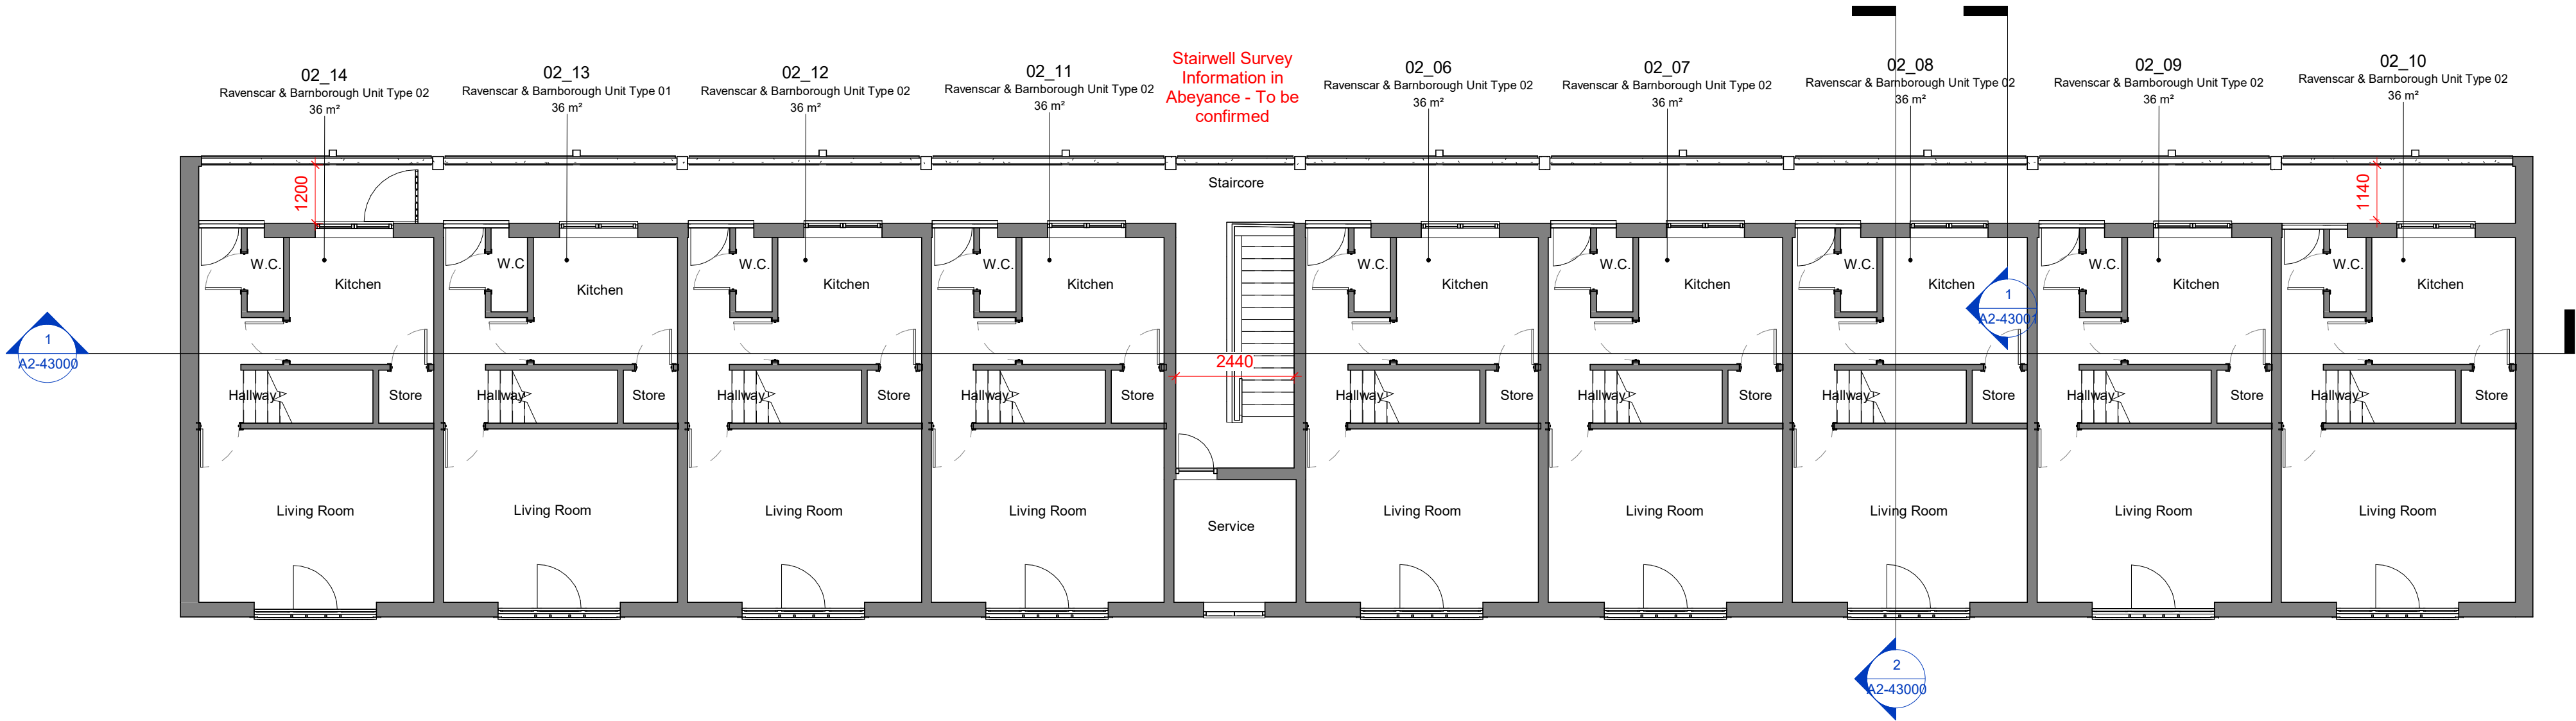 02_14
Ravenscar & Barnborough Unit Type 02
36 m²
02_13
Ravenscar & Barnborough Unit Type 01
36 m²
02_12
Ravenscar & Barnborough Unit Type 02
36 m²
02_11
Ravenscar & Barnborough Unit Type 02
36 m²
Stairwell Survey
Information in
Abeyance - To be
confirmed
02_06
Ravenscar & Barnborough Unit Type 02
36 m²
02_07
Ravenscar & Barnborough Unit Type 02
36 m²
02_08
Ravenscar & Barnborough Unit Type 02
36 m²
02_09
Ravenscar & Barnborough Unit Type 02
36 m²
02_10
Ravenscar & Barnborough Unit Type 02
36 m²
1200
Staircore
1140
W.C.
Kitchen
W.C
Kitchen
W.C.
Kitchen
W.C.
Kitchen
W.C.
Kitchen
W.C.
Kitchen
W.C.
Kitchen
W.C.
Kitchen
W.C.
Kitchen
1
A2-43001
1
A2-43000
2440
Hallway
Store
Hallway
Store
Hallway
Store
Hallway
Store
Hallway
Store
Hallway
Store
Hallway
Store
Hallway
Store
Hallway
Store
Living Room
Living Room
Living Room
Living Room
Service
Living Room
Living Room
Living Room
Living Room
Living Room
2
A2-43000